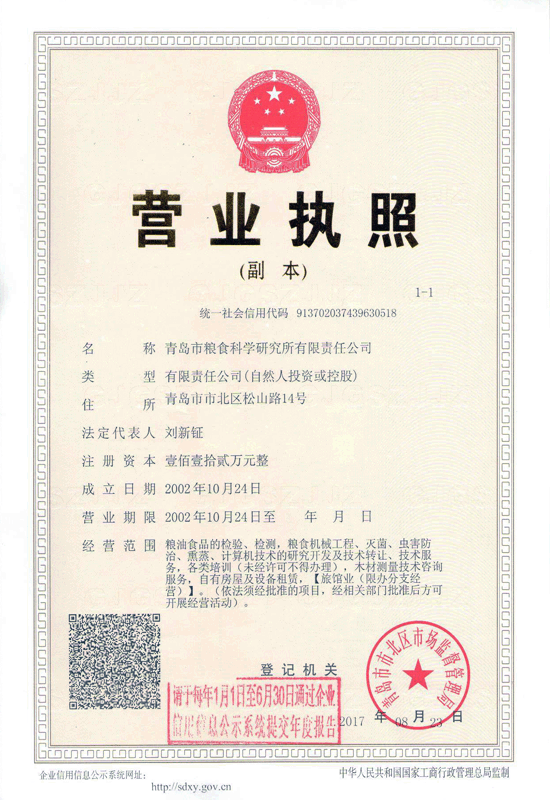 营业执照
(副 本)
1-1
统一社会信用代码 913702037439630518
名 称 青岛市粮食科学研究所有限责任公司
类 型 有限责任公司(自然人投资或控股)
住 所 青岛市市北区松山路14号
法定代表人 刘新钲
注册资本 壹佰壹拾贰万元整
成立日期 2002年10月24日
营业期限 2002年10月24日至 年 月 日
经营范围 粮油食品的检验、检测，粮食机械工程、灭菌、虫害防
治、熏蒸、计算机技术的研究开发及技术转让、技术服
务，各类培训（未经许可不得办理），木材测量技术咨询
服务，自有房屋及设备租赁，【旅馆业（限办分支经
营）】。（依法须经批准的项目，经相关部门批准后方可
开展经营活动）。
登记机关
青岛市市北区市场监督管理局
请于每年1月1日至6月30日通过企业
信用信息公示系统提交年度报告
2017 年 08 月 23 日
企业信用信息公示系统网址：
http://sdxy.gov.cn
中华人民共和国国家工商行政管理总局监制